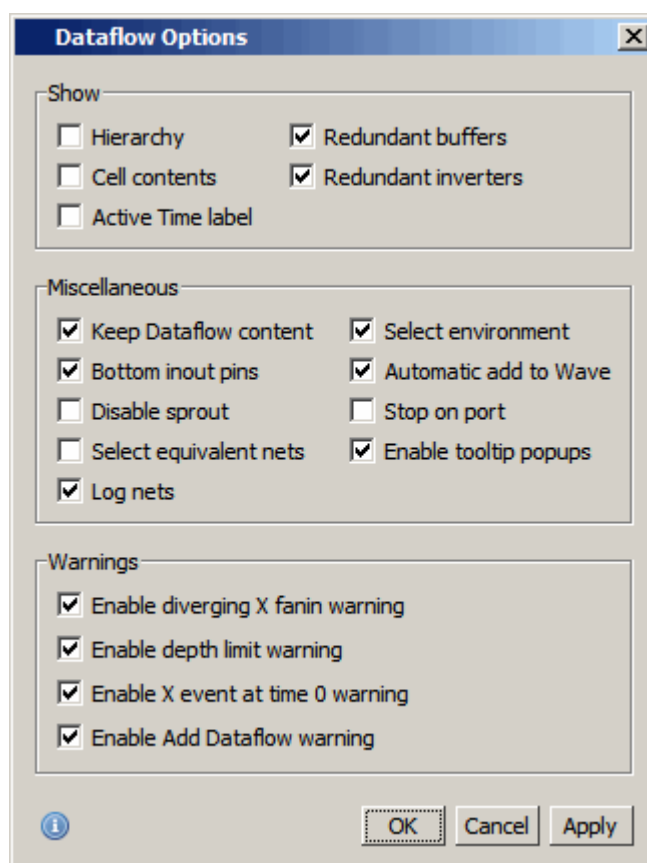 Dataflow Options
Show
Hierarchy
Redundant buffers
Cell contents
Redundant inverters
Active Time label
Miscellaneous
Keep Dataflow content
Select environment
Bottom inout pins
Automatic add to Wave
Disable sprout
Stop on port
Select equivalent nets
Enable tooltip popups
Log nets
Warnings
Enable diverging X fanin warning
Enable depth limit warning
Enable X event at time 0 warning
Enable Add Dataflow warning
OK
Cancel
Apply